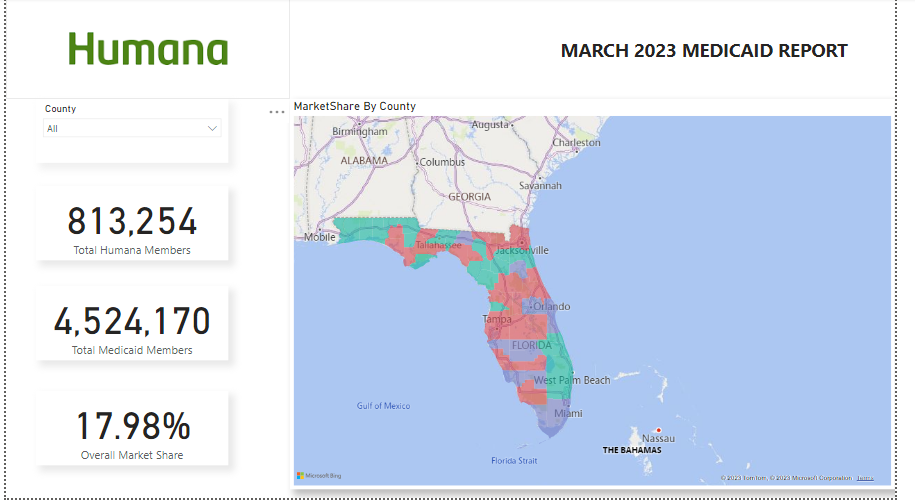 Humana
MARCH 2023 MEDICAID REPORT
County
All
813,254
Total Humana Members
4,524,170
Total Medicaid Members
17.98%
Overall Market Share
MarketShare By County
Birmingham
Augusta
Charleston
ALABAMA
Columbus
Savannah
GEORGIA
Mobile
Tallahassee
Jacksonville
Orlando
Tampa
FLORIDA
West Palm Beach
Gulf of Mexico
Miami
Nassau
THE BAHAMAS
Florida Strait
Microsoft Bing
© 2023 TomTom, © 2023 Microsoft Corporation Terms